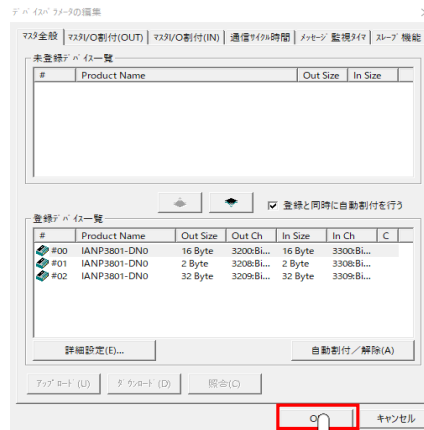 ﾃﾞﾊﾞｲｽﾊﾟﾗﾒｰﾀの編集
マスタ全般 ﾏｽﾀI/O割付(OUT) ﾏｽﾀI/O割付(IN) 通信ｻｲｸﾙ時間 ﾒｯｾｰｼﾞ監視ﾀｲﾏ ｽﾚｰﾌﾞ機能
未登録ﾃﾞﾊﾞｲｽ一覧
# Product Name Out Size In Size
登録と同時に自動割付を行う
登録ﾃﾞﾊﾞｲｽ一覧
# Product Name Out Size Out Ch In Size In Ch C
#00 IANP3801-DN0 16 Byte 3200:Bi... 16 Byte 3300:Bi...
#01 IANP3801-DN0 2 Byte 3208:Bi... 2 Byte 3308:Bi...
#02 IANP3801-DN0 32 Byte 3209:Bi... 32 Byte 3309:Bi...
詳細設定(E)... 自動割付／解除(A)
ｱｯﾌﾟﾛｰﾄﾞ(U) ﾀﾞｳﾝﾛｰﾄﾞ(D) 照合(C)
キャンセル